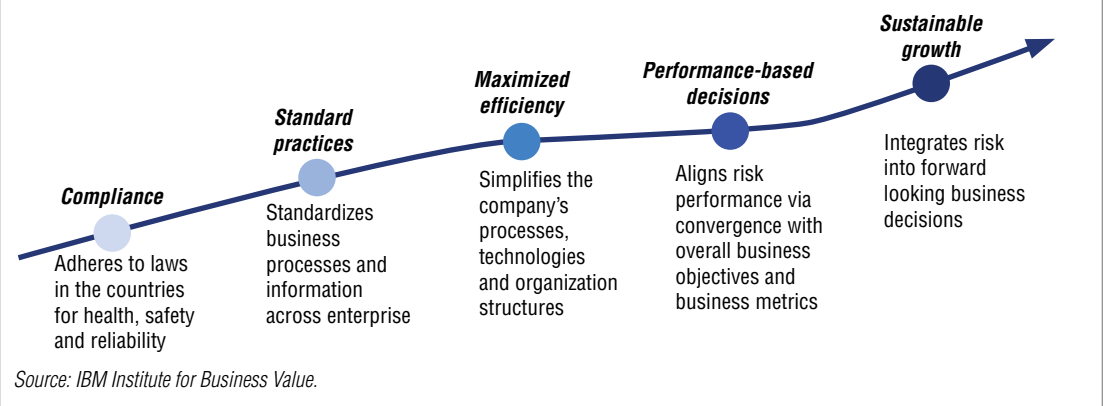 Compliance
Adheres to laws
in the countries
for health, safety
and reliability
Standard
practices
Standardizes
business
processes and
information
across enterprise
Maximized
efficiency
Simplifies the
company’s
processes,
technologies
and organization
structures
Performance-based
decisions
Aligns risk
performance via
convergence with
overall business
objectives and
business metrics
Sustainable
growth
Integrates risk
into forward
looking business
decisions
Source: IBM Institute for Business Value.